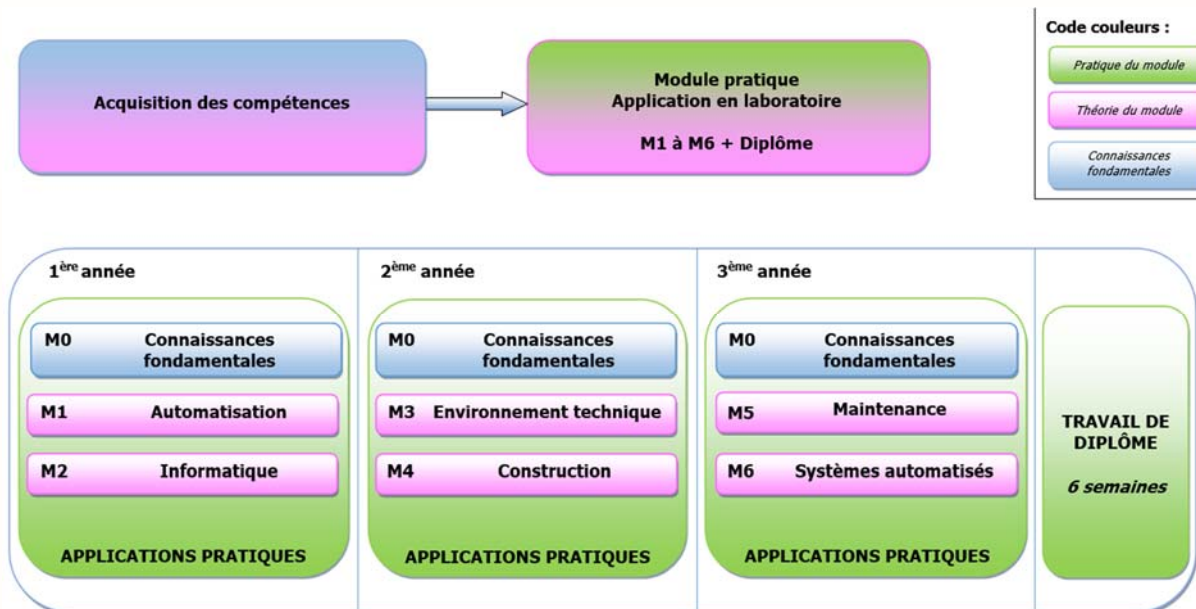 Acquisition des compétences
Module pratique
Application en laboratoire
M1 à M6 + Diplôme
Code couleurs :
Pratique du module
Théorie du module
Connaissances
fondamentales
1ère année
M0 Connaissances
fondamentales
M1 Automatisation
M2 Informatique
APPLICATIONS PRATIQUES
2ème année
M0 Connaissances
fondamentales
M3 Environnement technique
M4 Construction
APPLICATIONS PRATIQUES
3ème année
M0 Connaissances
fondamentales
M5 Maintenance
M6 Systèmes automatisés
APPLICATIONS PRATIQUES
TRAVAIL DE
DIPLÔME
6 semaines